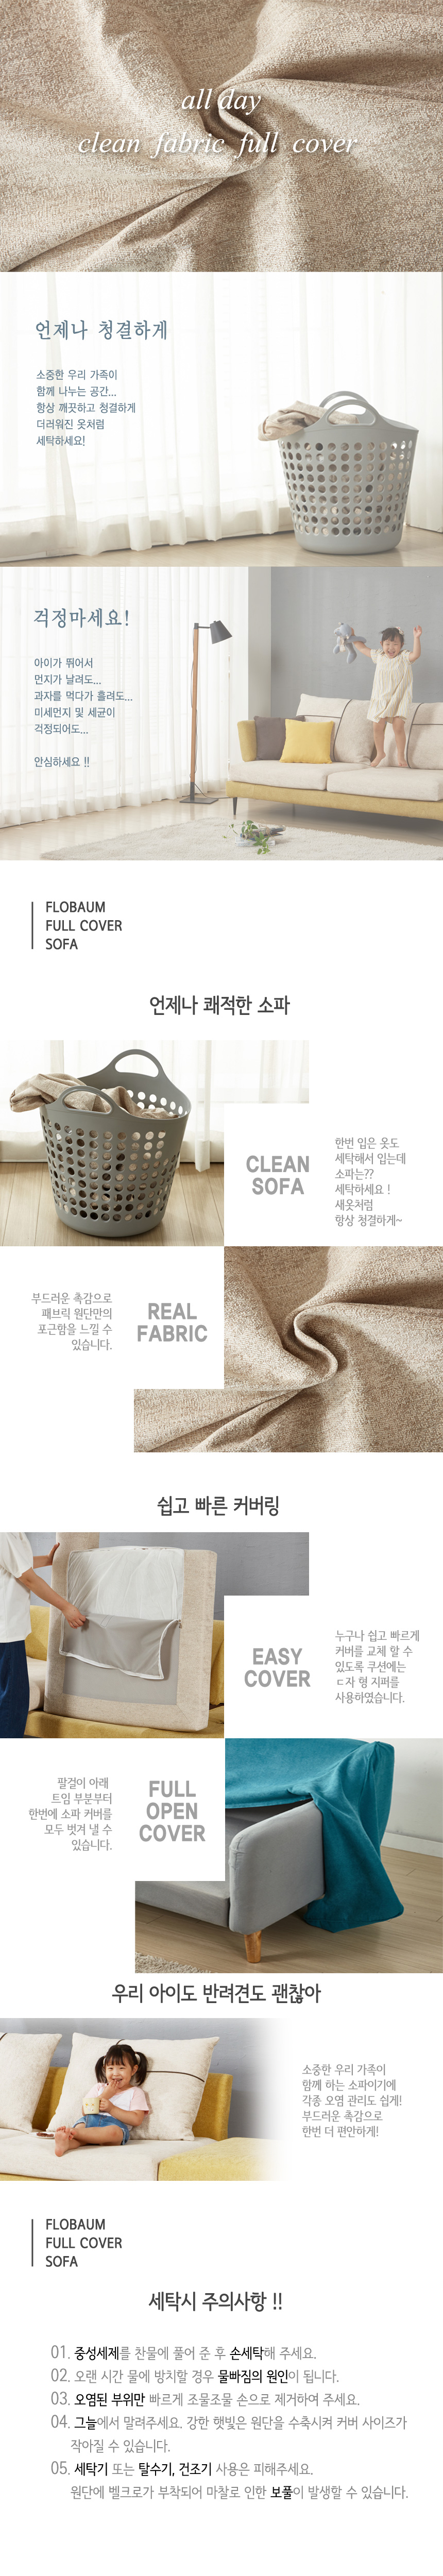 all day
clean fabric full cover
언제나 청결하게
소중한 우리 가족이
함께 나누는 공간...
항상 깨끗하고 청결하게
더러워진 옷처럼
세탁하세요!
걱정마세요!
아이가 뛰어서
먼지가 날려도...
과자를 먹다가 흘려도...
미세먼지 및 세균이
걱정되어도...
안심하세요 !!
FLOBAUM
FULL COVER
SOFA
언제나 쾌적한 소파
CLEAN
SOFA
한번 입은 옷도
세탁해서 입는데
소파는??
세탁하세요 !
새옷처럼
항상 청결하게~
부드러운 촉감으로
패브릭 원단만의
포근함을 느낄 수
있습니다.
REAL
FABRIC
쉽고 빠른 커버링
EASY
COVER
누구나 쉽고 빠르게
커버를 교체 할 수
있도록 쿠션에는
ㄷ자 형 지퍼를
사용하였습니다.
팔걸이 아래
트임 부분부터
한번에 소파 커버를
모두 벗겨 낼 수
있습니다.
FULL
OPEN
COVER
우리 아이도 반려견도 괜찮아
소중한 우리 가족이
함께 하는 소파이기에
각종 오염 관리도 쉽게!
부드러운 촉감으로
한번 더 편안하게!
FLOBAUM
FULL COVER
SOFA
세탁시 주의사항 !!
01. 중성세제를 찬물에 풀어 준 후 손세탁해 주세요.
02. 오랜 시간 물에 방치할 경우 물빠짐의 원인이 됩니다.
03. 오염된 부위만 빠르게 조물조물 손으로 제거하여 주세요.
04. 그늘에서 말려주세요. 강한 햇빛은 원단을 수축시켜 커버 사이즈가
작아질 수 있습니다.
05. 세탁기 또는 탈수기, 건조기 사용은 피해주세요.
원단에 벨크로가 부착되어 마찰로 인한 보풀이 발생할 수 있습니다.